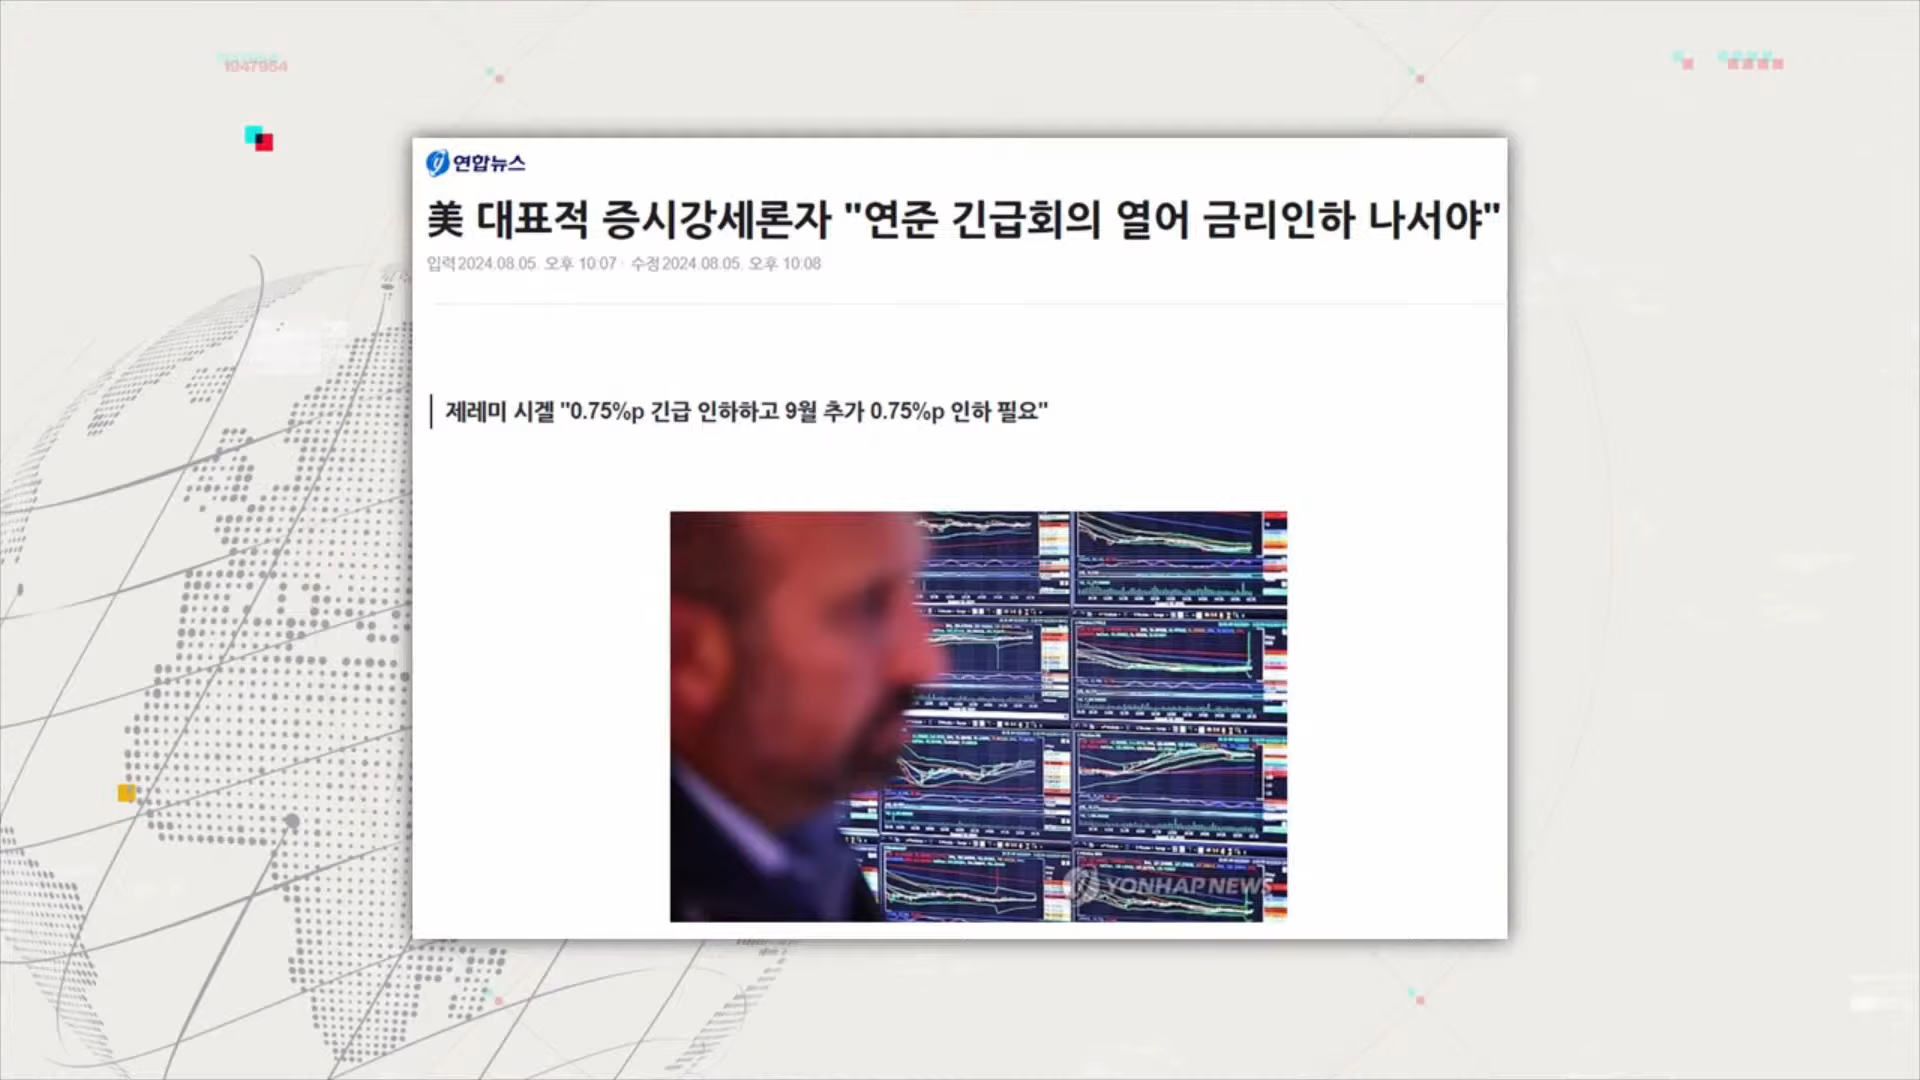 1947954
연합뉴스
美 대표적 증시강세론자 "연준 긴급회의 열어 금리인하 나서야"
입력 2024.08.05. 오후 10:07 · 수정 2024.08.05. 오후 10:08
제레미 시겔 "0.75%p 긴급 인하하고 9월 추가 0.75%p 인하 필요"
YONHAP NEWS